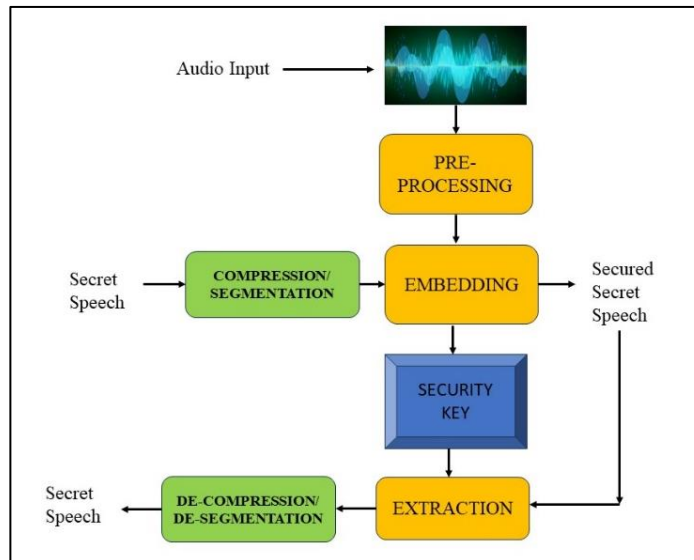 Audio Input
PRE-
PROCESSING
Secret
Speech
COMPRESSION/
SEGMENTATION
EMBEDDING
Secured
Secret
Speech
SECURITY
KEY
Secret
Speech
DE-COMPRESSION/
DE-SEGMENTATION
EXTRACTION